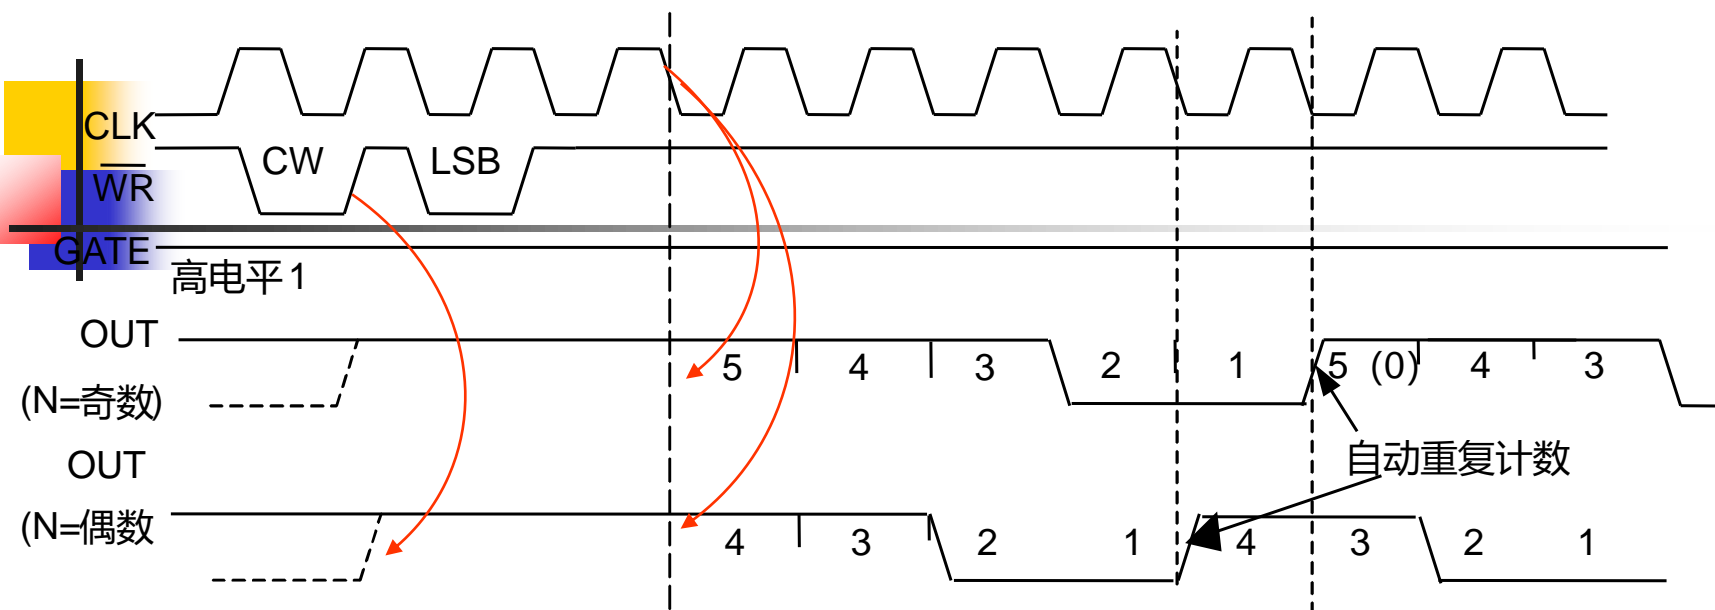 CLK
CW LSB
WR
GATE
高电平1
OUT
5 4 3 2 1 5 (0) 4 3
(N=奇数)
自动重复计数
OUT
(N=偶数
4 3 2 1 4 3 2 1